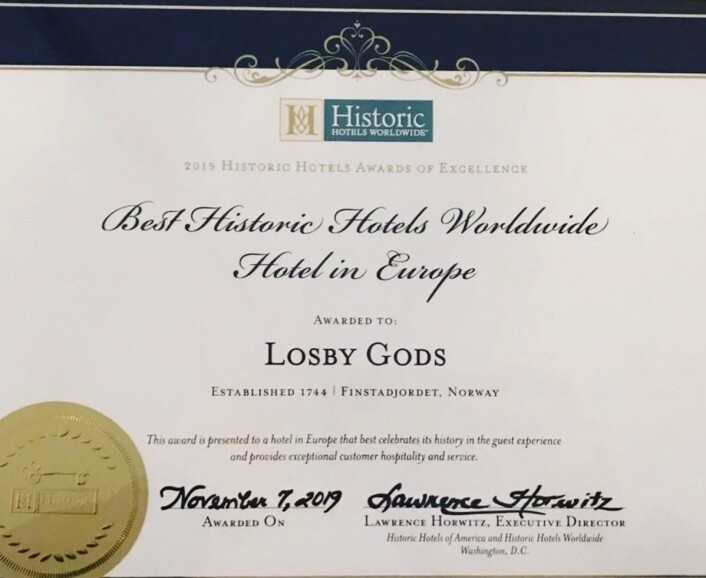 H Historic
HOTELS WORLDWIDE
2019 HISTORIC HOTELS AWARDS OF EXCELLENCE
Best Historic Hotels Worldwide
Hotel in Europe
AWARDED TO:
LOSBY GODS
ESTABLISHED 1744 | FINSTADJORDET, NORWAY
This award is presented to a hotel in Europe that best celebrates its history in the guest experience
and provides exceptional customer hospitality and service.
November 7, 2019 Lawrence Horwitz
AWARDED ON LAWRENCE HORWITZ, EXECUTIVE DIRECTOR
Historic Hotels of America and Historic Hotels Worldwide
Washington, D.C.